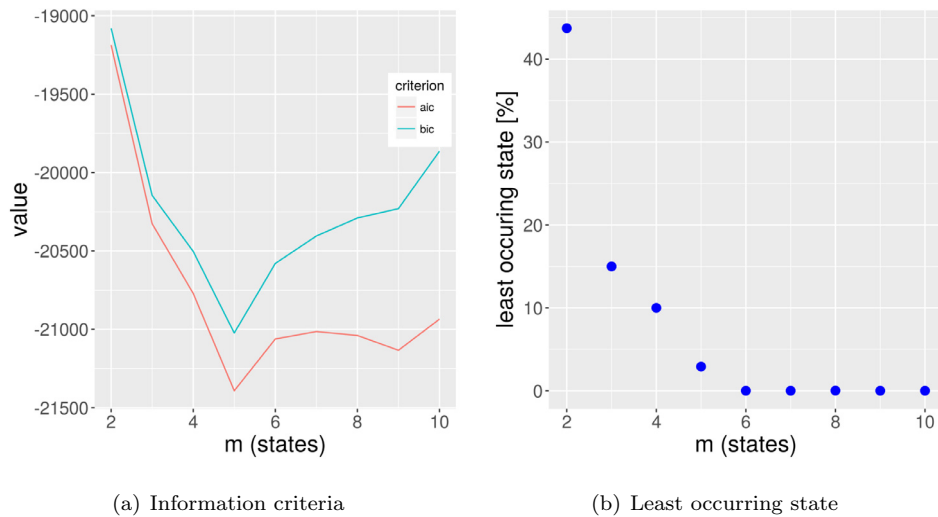 -19000
-19500
-20000
-20500
-21000
-21500
value
2
4
6
8
10
m (states)
criterion
aic
bic
(a) Information criteria
40
30
20
10
0
least occuring state [%]
2
4
6
8
10
m (states)
(b) Least occurring state